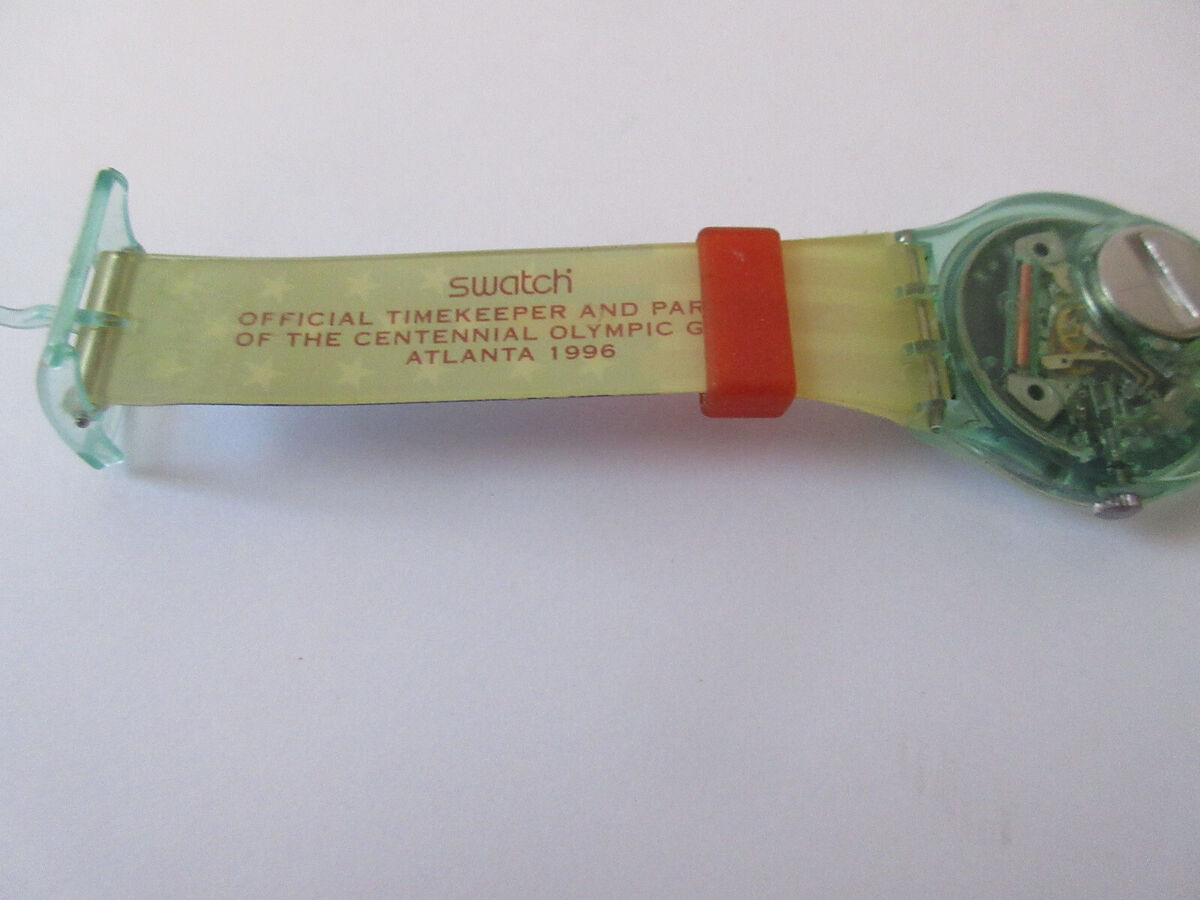 swatch
OFFICIAL TIMEKEEPER AND PAR
OF THE CENTENNIAL OLYMPIC G
ATLANTA 1996